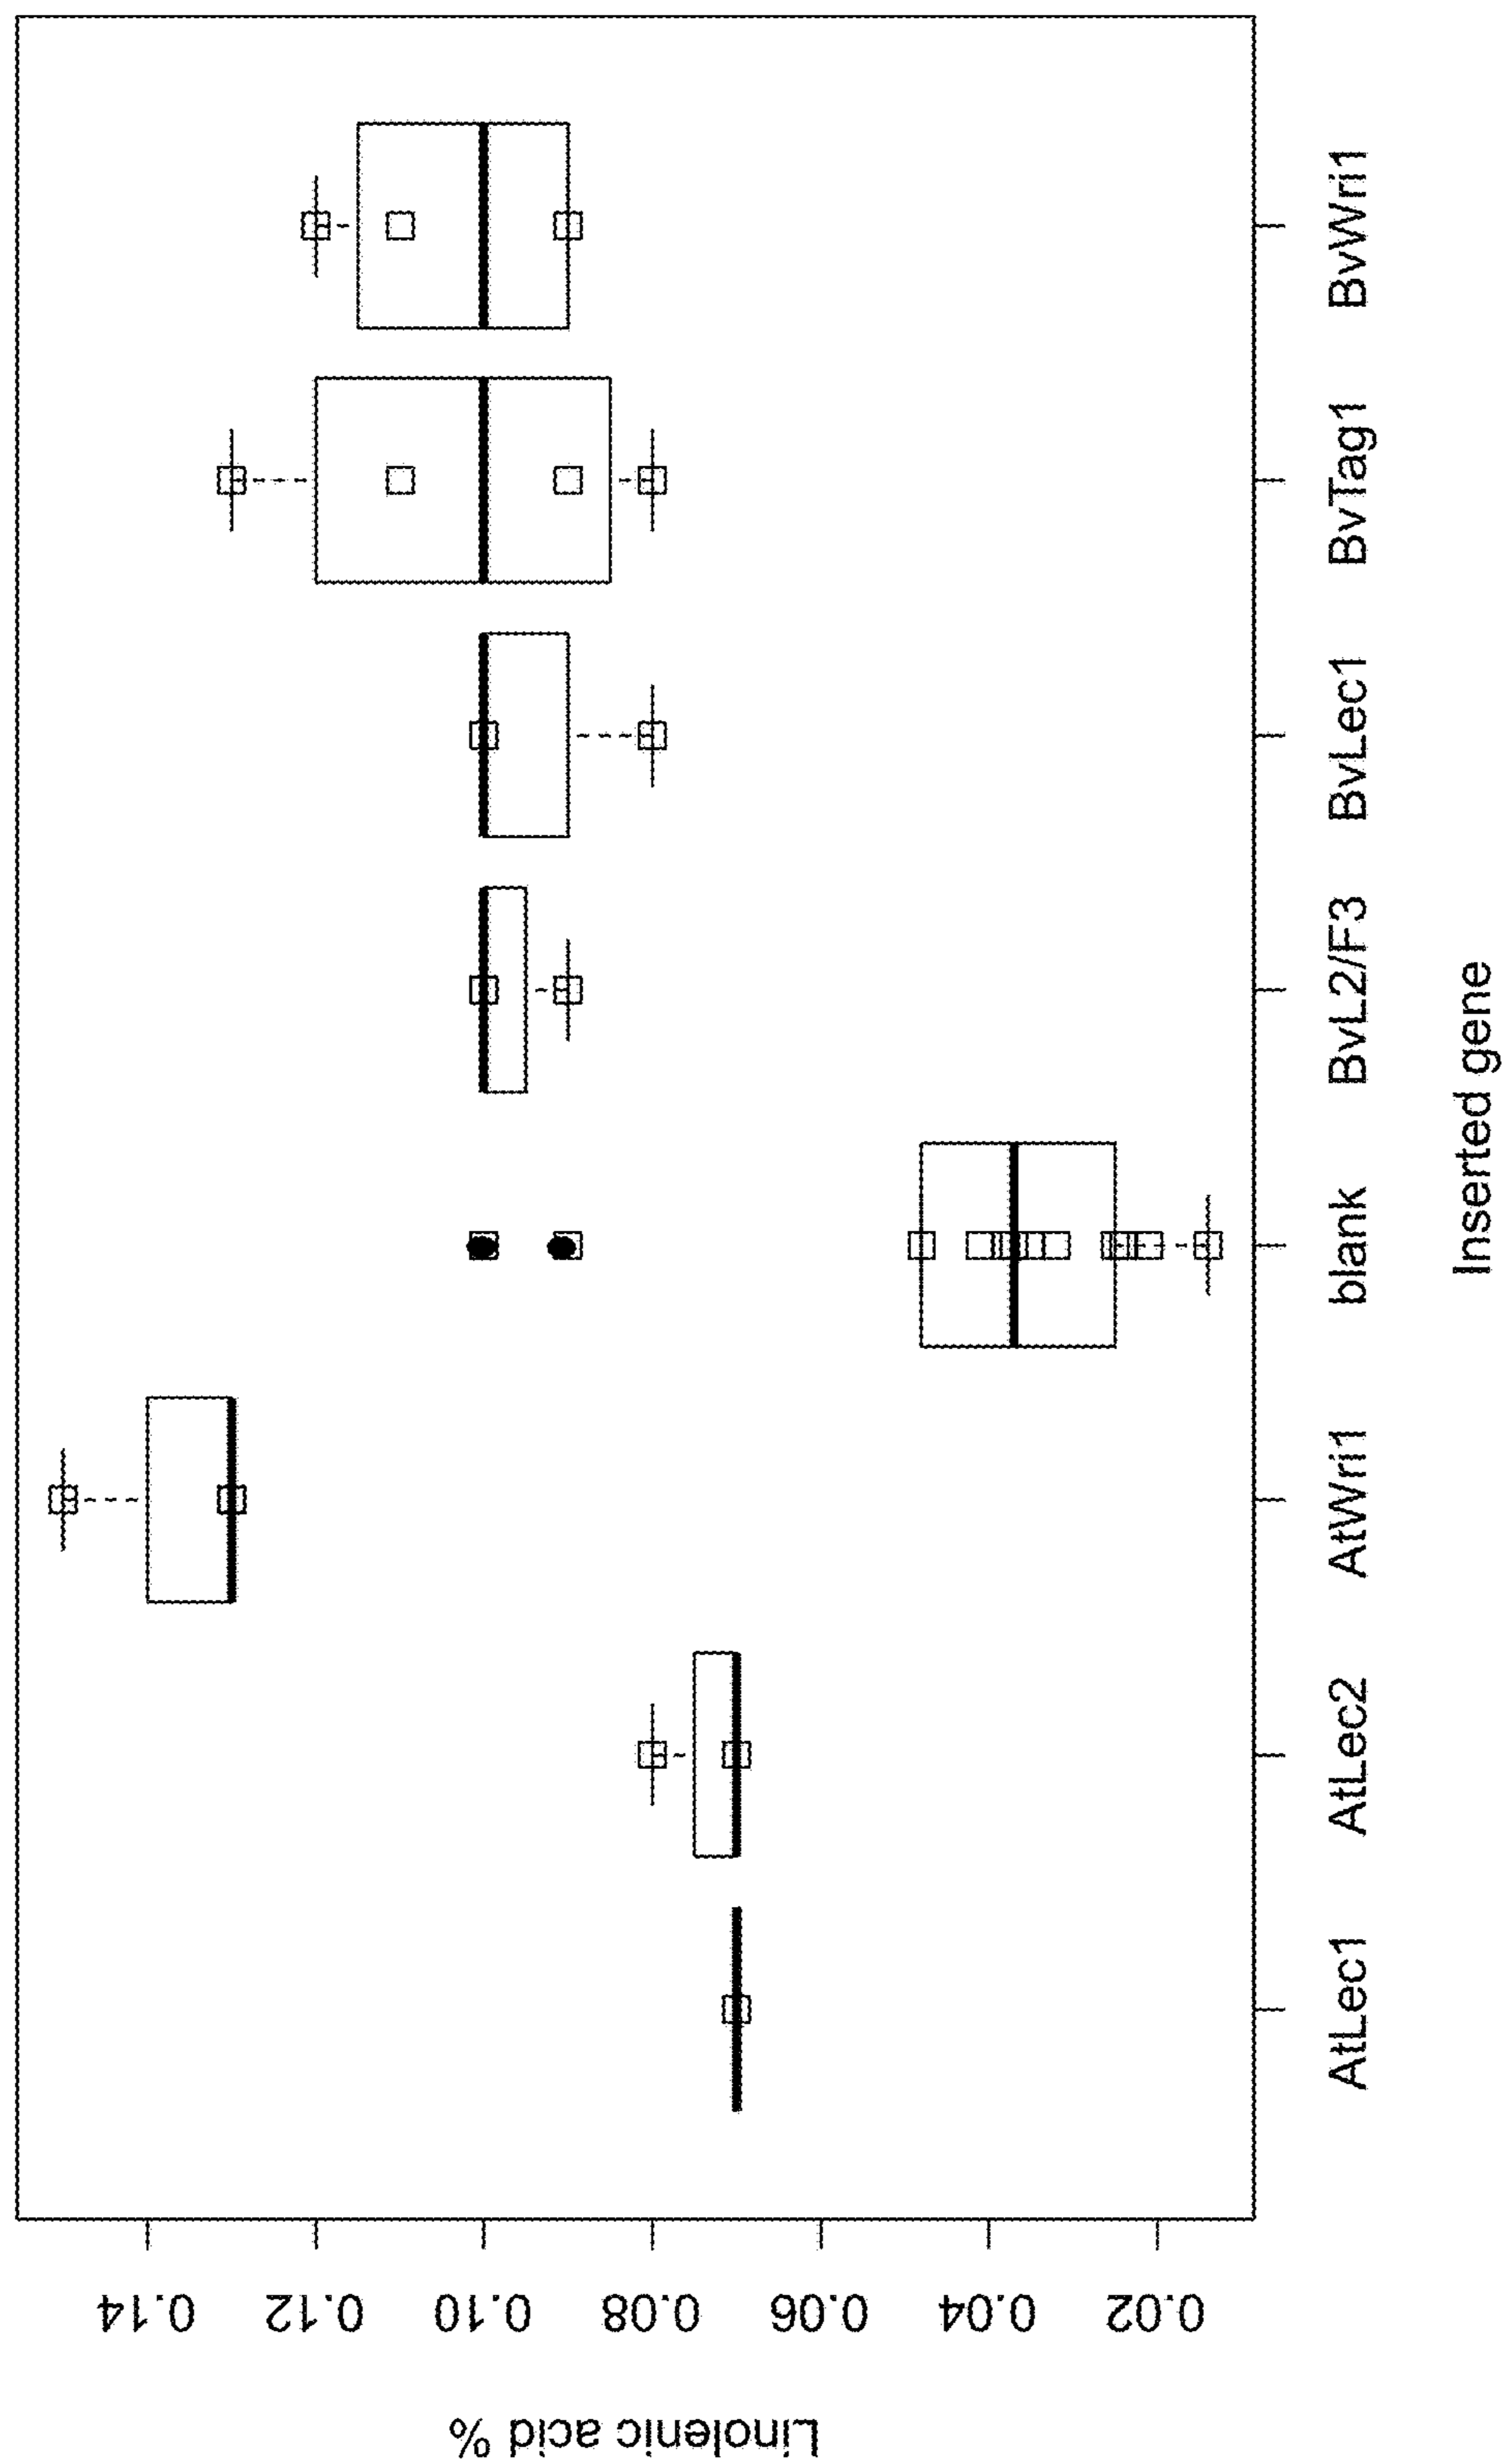 Linolenic acid %
0.14
0.12
0.10
0.08
0.06
0.04
0.02
AtLec1
AtLec2
AtWri1
blank
BvL2/F3
BvLec1
BvTag1
BvWri1
Inserted gene